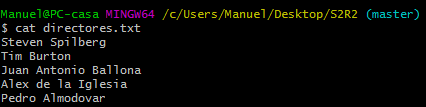 Manuel@PC-casa MINGW64 /c/Users/Manuel/Desktop/S2R2 (master)
$ cat directores.txt
Steven Spilberg
Tim Burton
Juan Antonio Ballona
Alex de la Iglesia
Pedro Almodovar